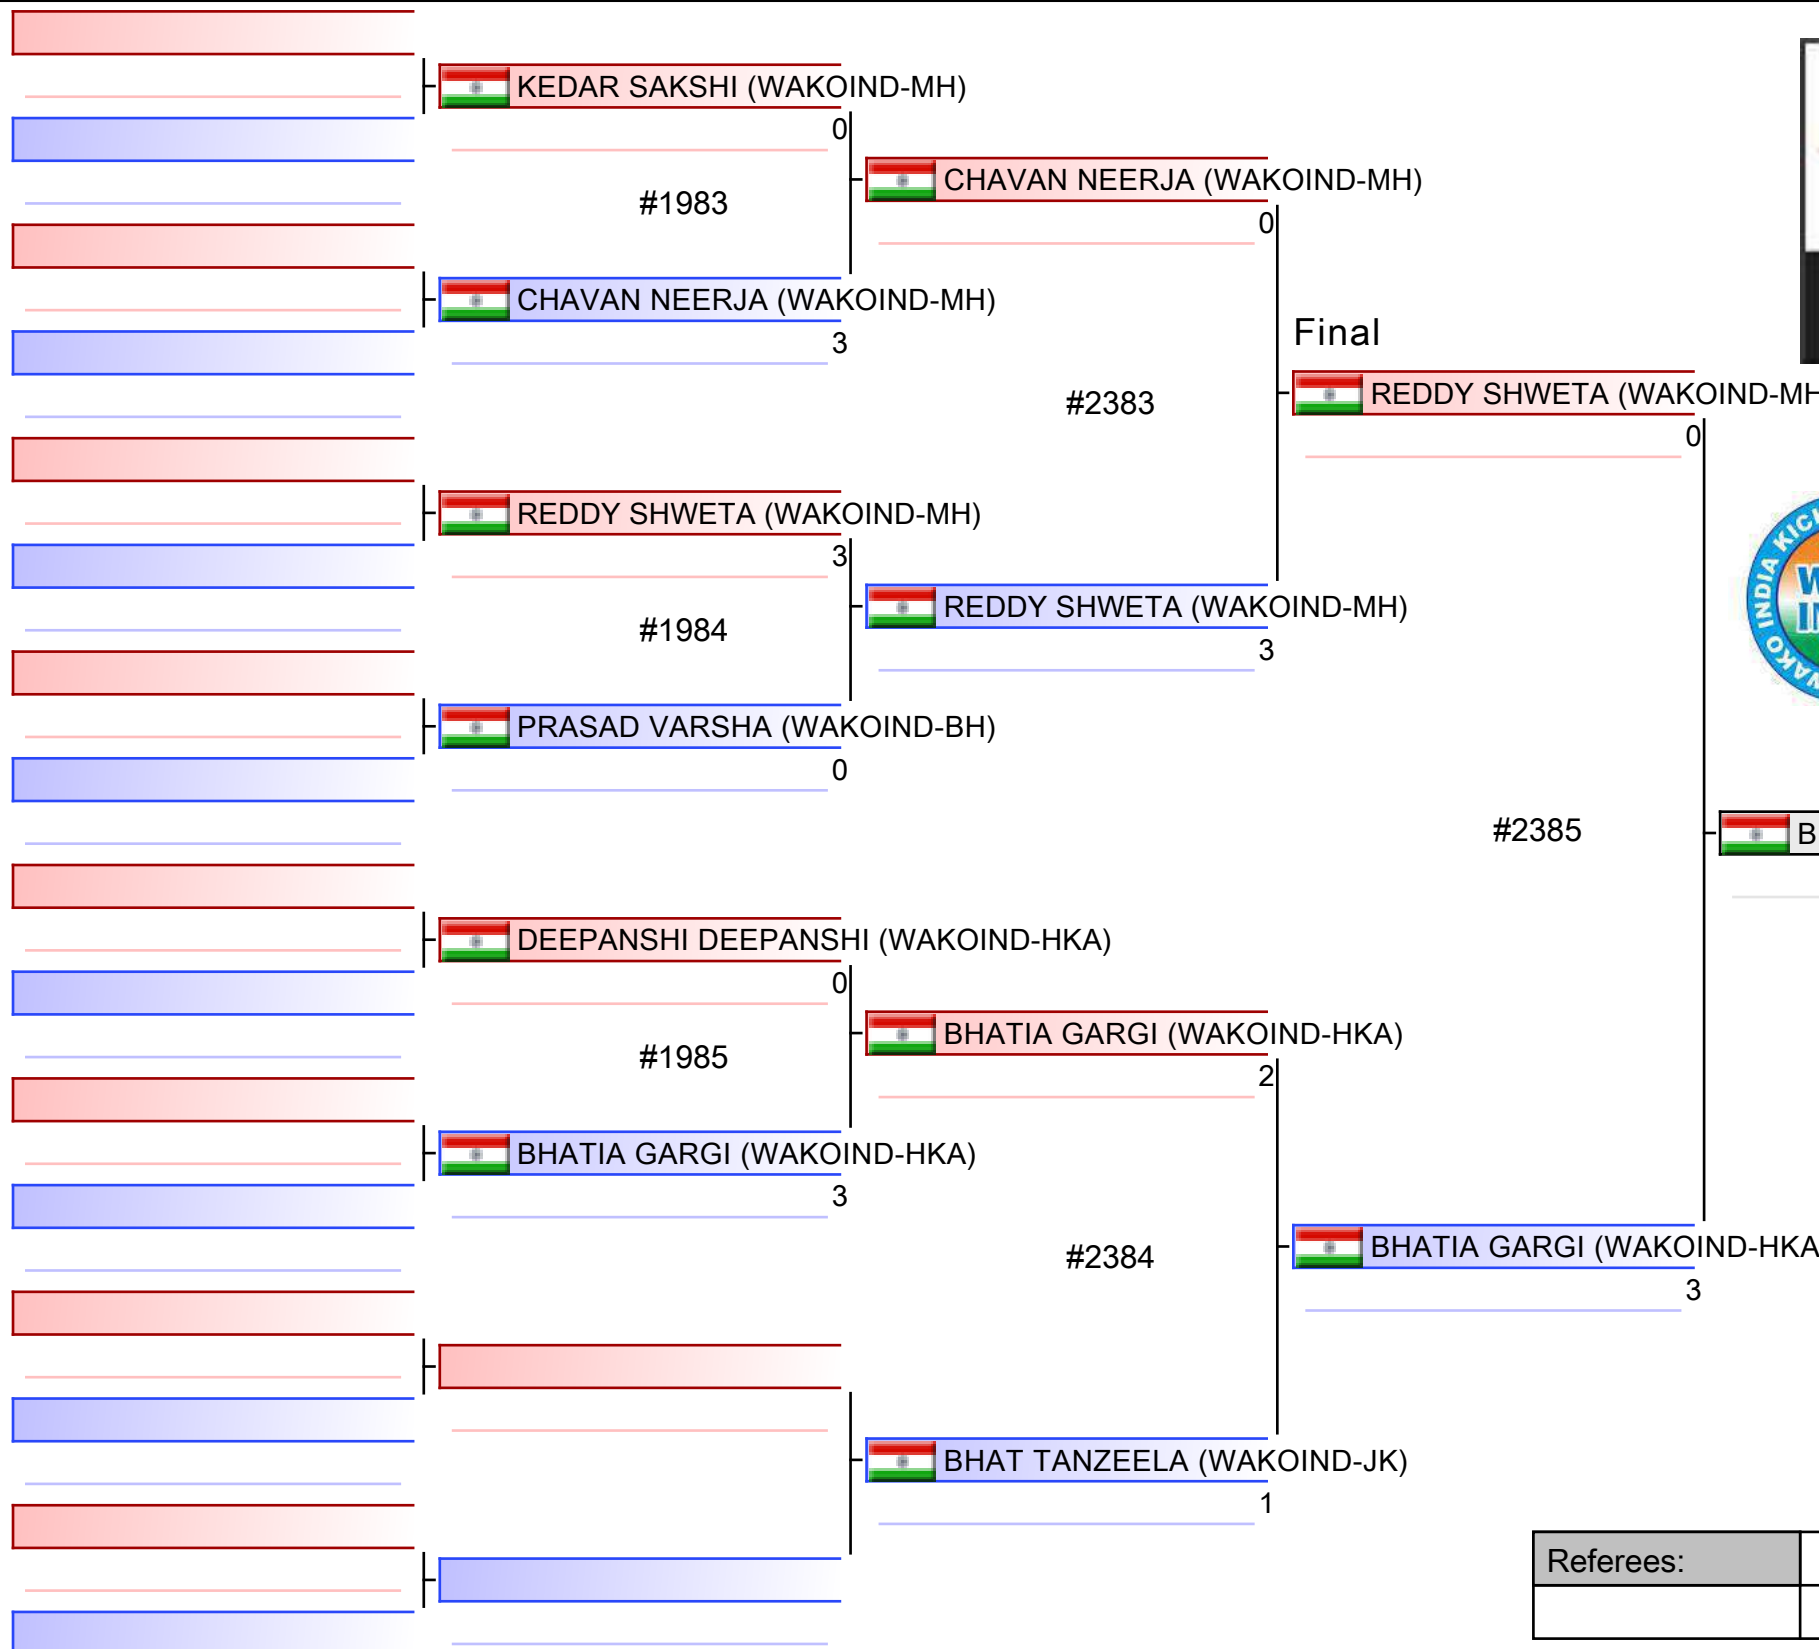 KEDAR SAKSHI (WAKOIND-MH)
0
#1983
CHAVAN NEERJA (WAKOIND-MH)
3
CHAVAN NEERJA (WAKOIND-MH)
0
#2383
REDDY SHWETA (WAKOIND-MH)
3
#1984
PRASAD VARSHA (WAKOIND-BH)
0
REDDY SHWETA (WAKOIND-MH)
3
Final
REDDY SHWETA (WAKOIND-MH
0
#2385
DEEPANSHI DEEPANSHI (WAKOIND-HKA)
0
#1985
BHATIA GARGI (WAKOIND-HKA)
3
BHATIA GARGI (WAKOIND-HKA)
2
#2384
BHAT TANZEELA (WAKOIND-JK)
1
BHATIA GARGI (WAKOIND-HKA
3
B
WAKO INDIA KIC
Referees: